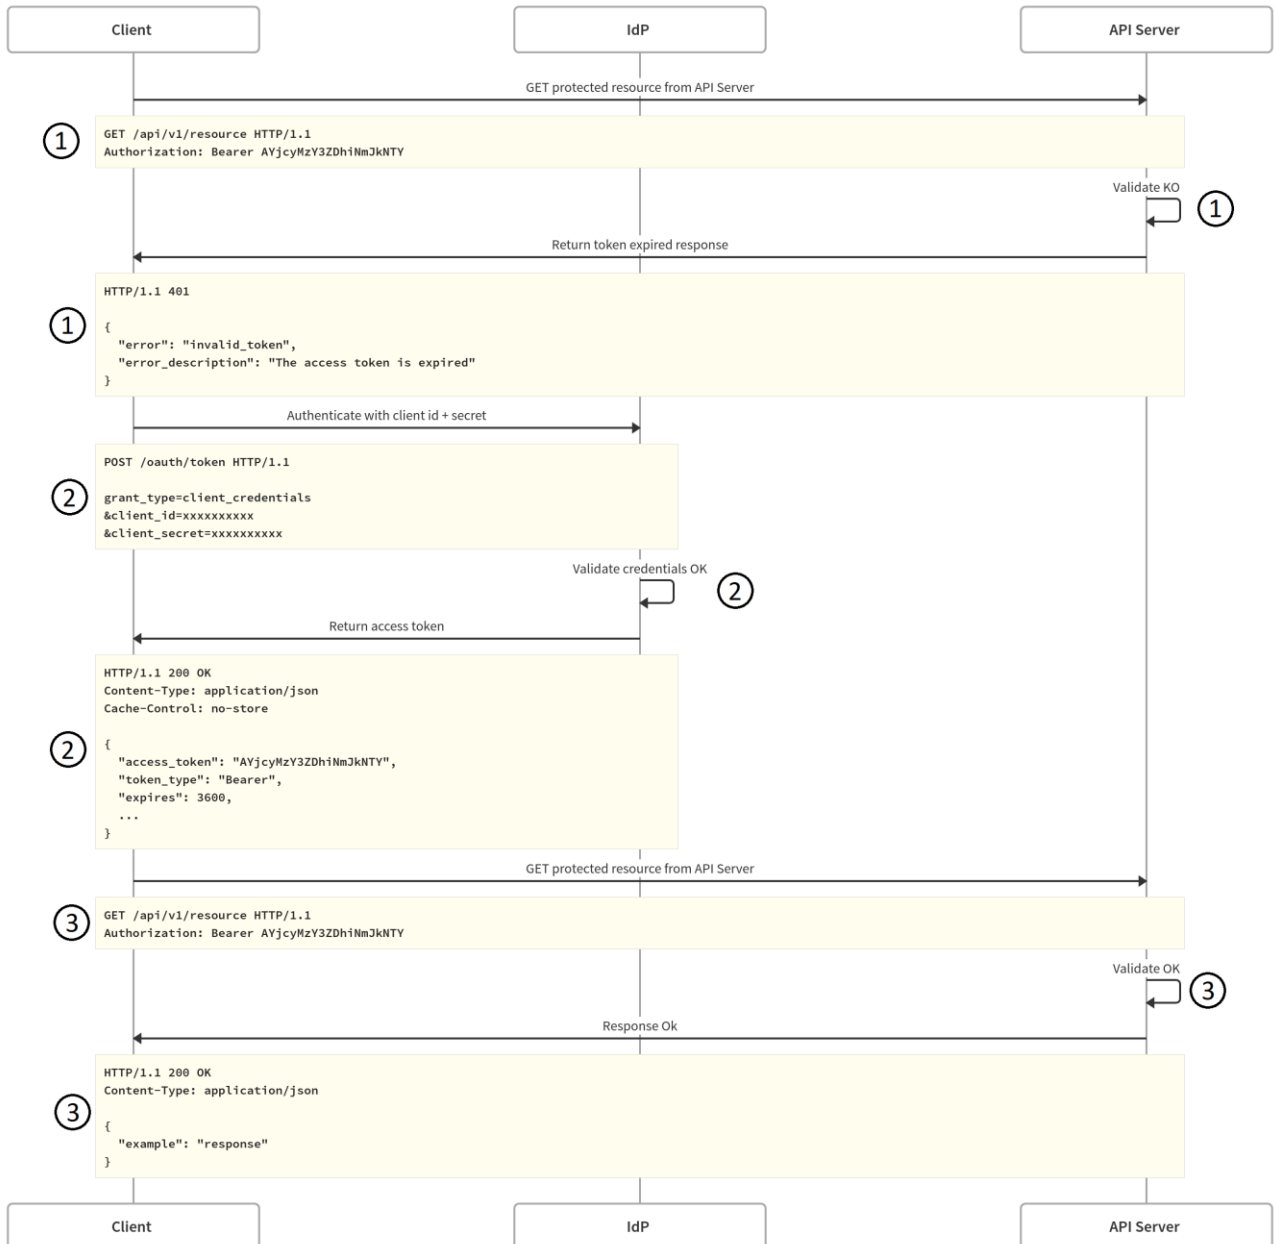 Client
IdP
API Server
GET protected resource from API Server
1
GET /api/v1/resource HTTP/1.1
Authorization: Bearer AYjcyMzY3ZDhiNmJkNTY
Validate KO
1
Return token expired response
1
HTTP/1.1 401
{
"error": "invalid_token",
"error_description": "The access token is expired"
}
Authenticate with client id + secret
2
POST /oauth/token HTTP/1.1
grant_type=client_credentials
&client_id=xxxxxxxxxx
&client_secret=xxxxxxxxxx
Validate credentials OK
2
Return access token
2
HTTP/1.1 200 OK
Content-Type: application/json
Cache-Control: no-store
{
"access_token": "AYjcyMzY3ZDhiNmJkNTY",
"token_type": "Bearer",
"expires": 3600,
...
}
GET protected resource from API Server
3
GET /api/v1/resource HTTP/1.1
Authorization: Bearer AYjcyMzY3ZDhiNmJkNTY
Validate OK
3
Response Ok
3
HTTP/1.1 200 OK
Content-Type: application/json
{
"example": "response"
}
Client
IdP
API Server